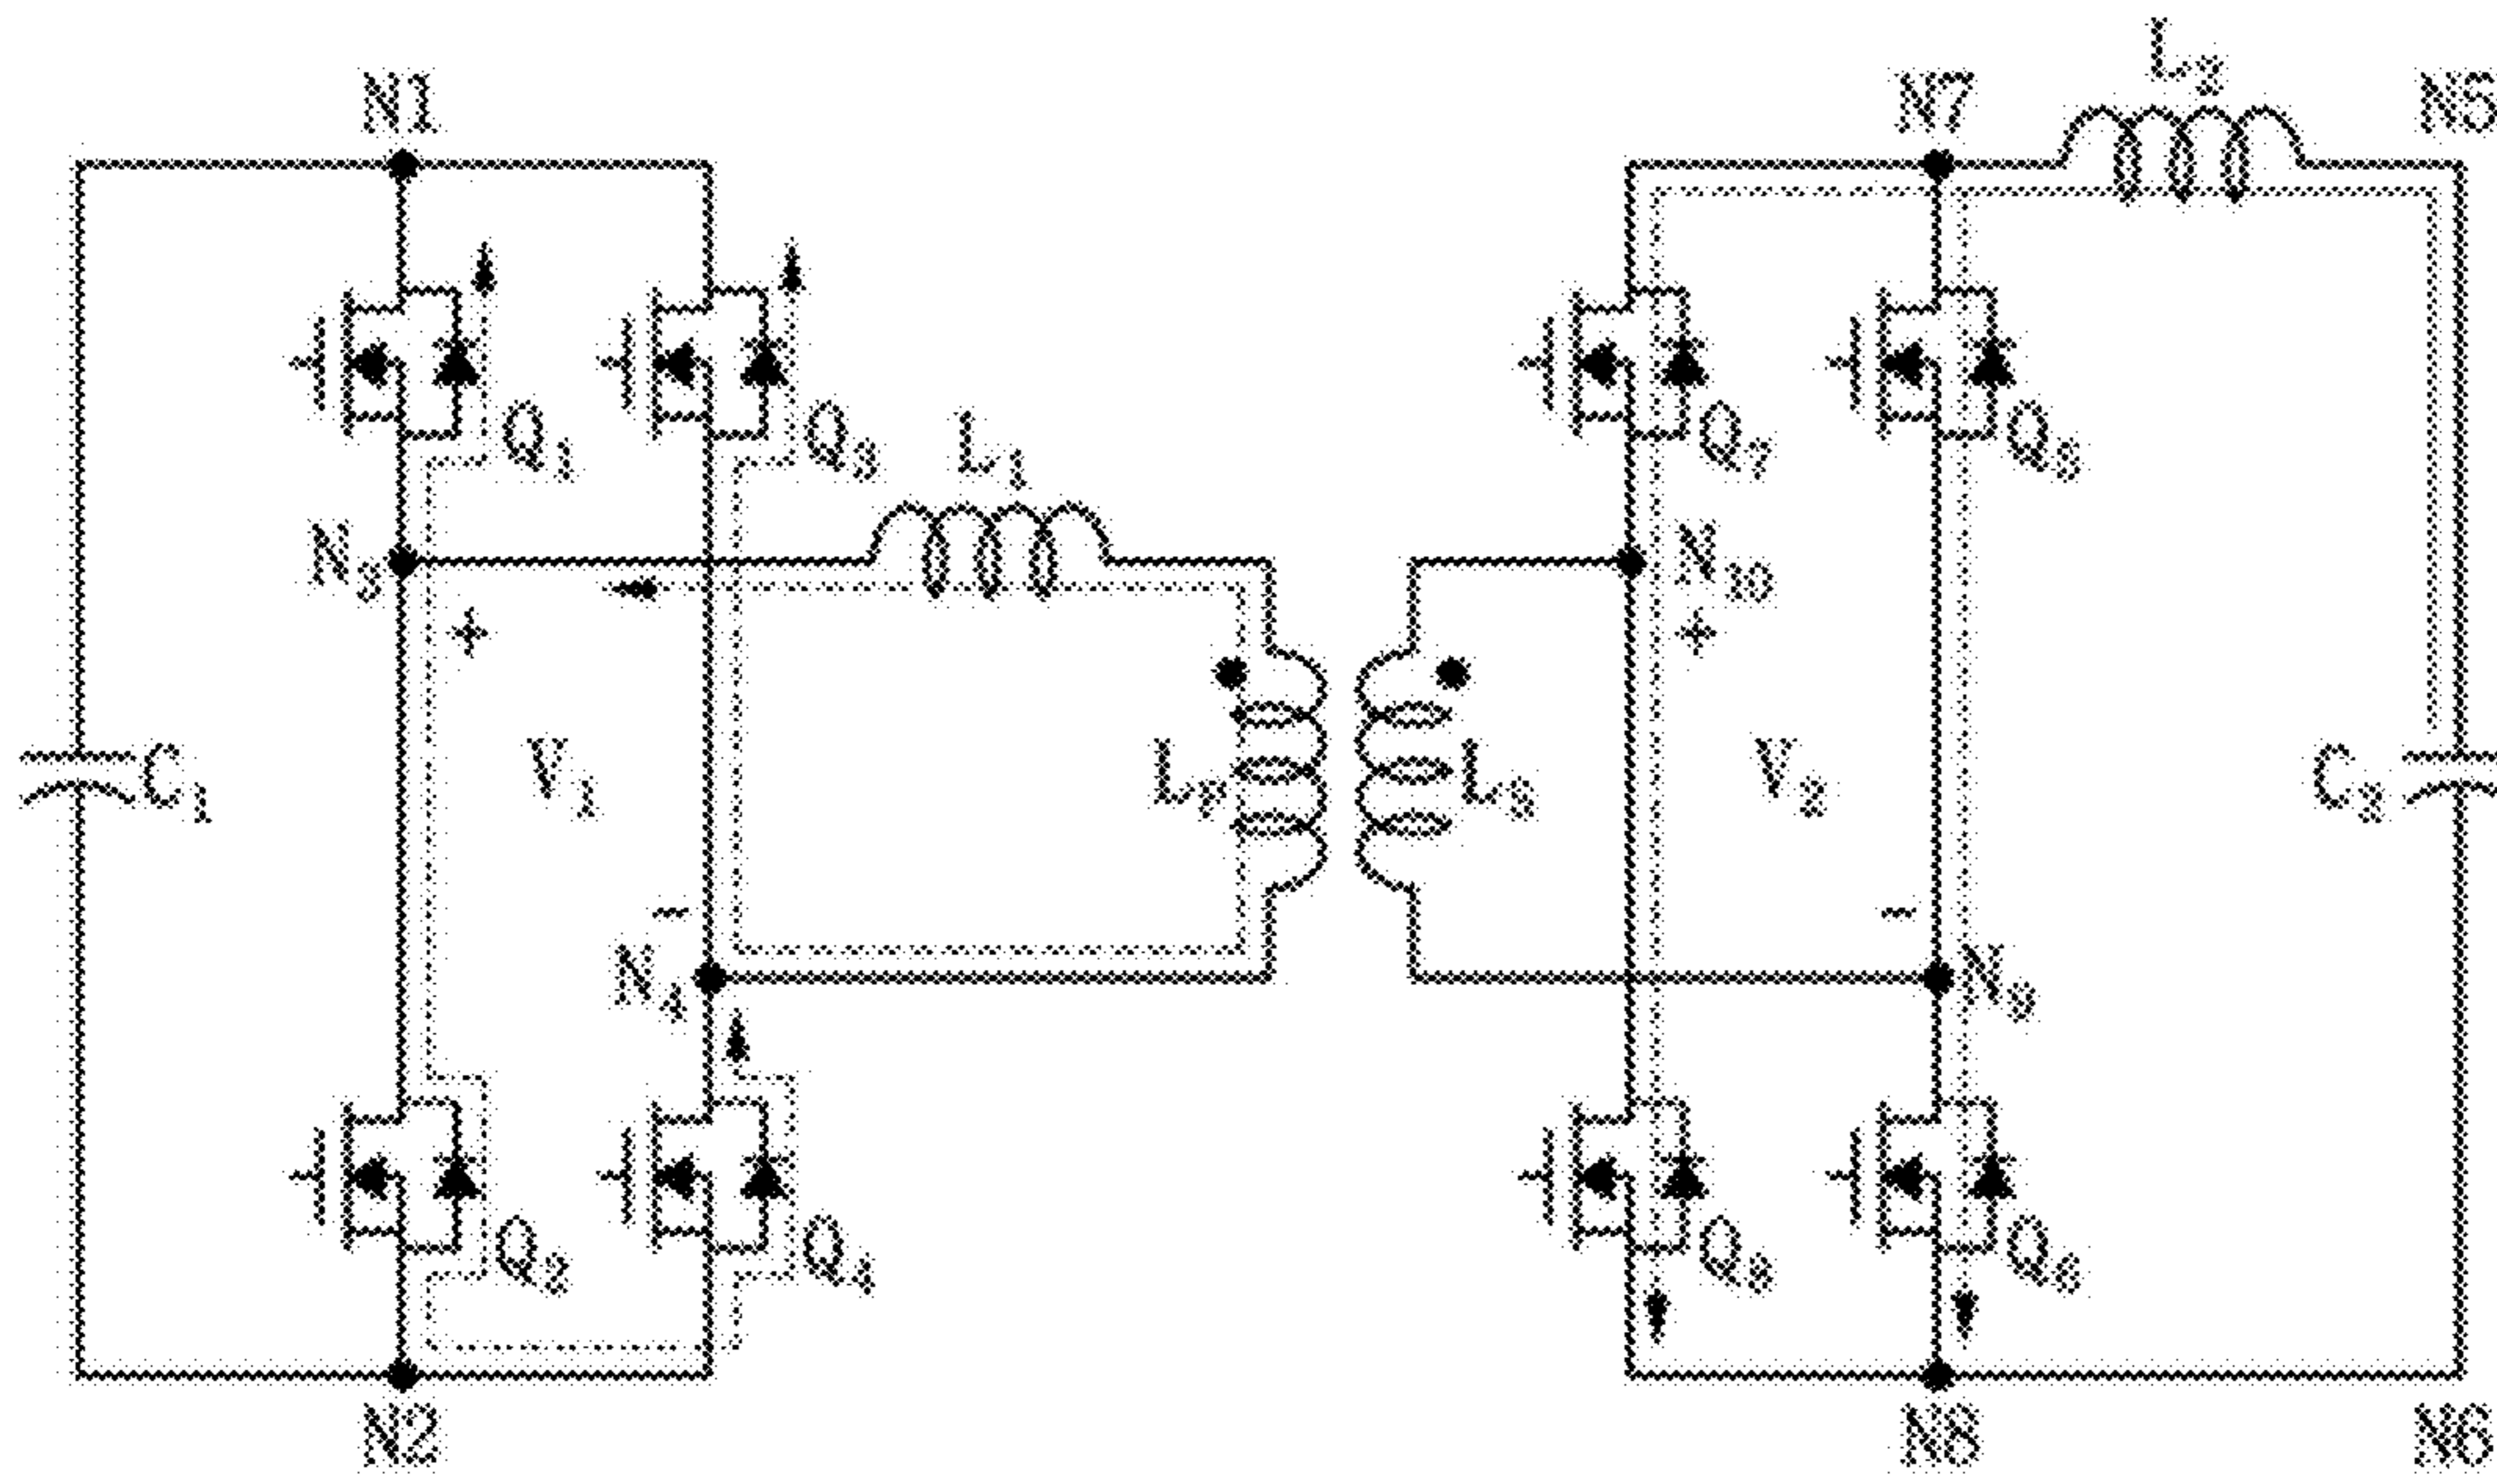 L2
N1 N7 N5
Q1 Q3 L1 Q7 Q5
N3 N10
+ +
C1 V1 LP LS V2 C2
- -
N4 N9
Q2 Q4 Q8 Q6
N2 N8 N6